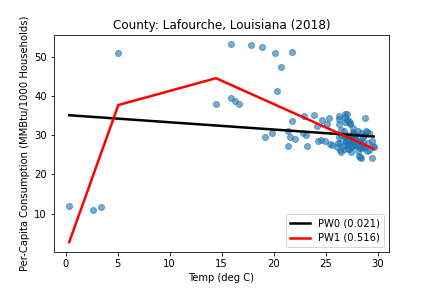 County: Lafourche, Louisiana (2018)
Per-Capita Consumption (MMBtu/1000 Households)
50
40
30
20
10
PW0 (0.021)
PW1 (0.516)
0 5 10 15 20 25 30
Temp (deg C)